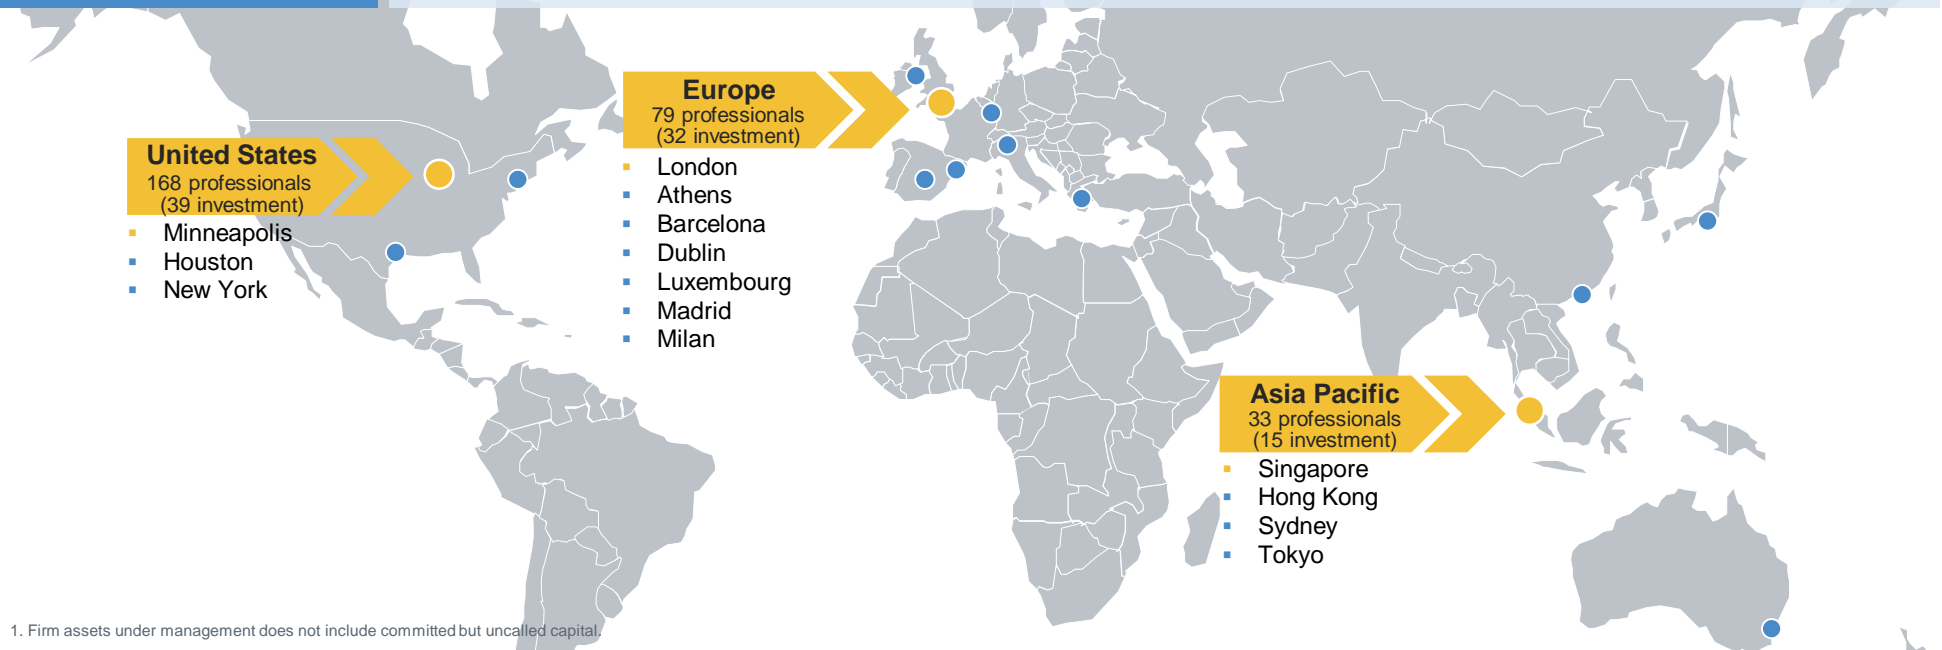 United States
168 professionals
(39 investment)
▪ Minneapolis
▪ Houston
▪ New York
Europe
79 professionals
(32 investment)
▪ London
▪ Athens
▪ Barcelona
▪ Dublin
▪ Luxembourg
▪ Madrid
▪ Milan
Asia Pacific
33 professionals
(15 investment)
▪ Singapore
▪ Hong Kong
▪ Sydney
▪ Tokyo
1. Firm assets under management does not include committed but uncalled capital.